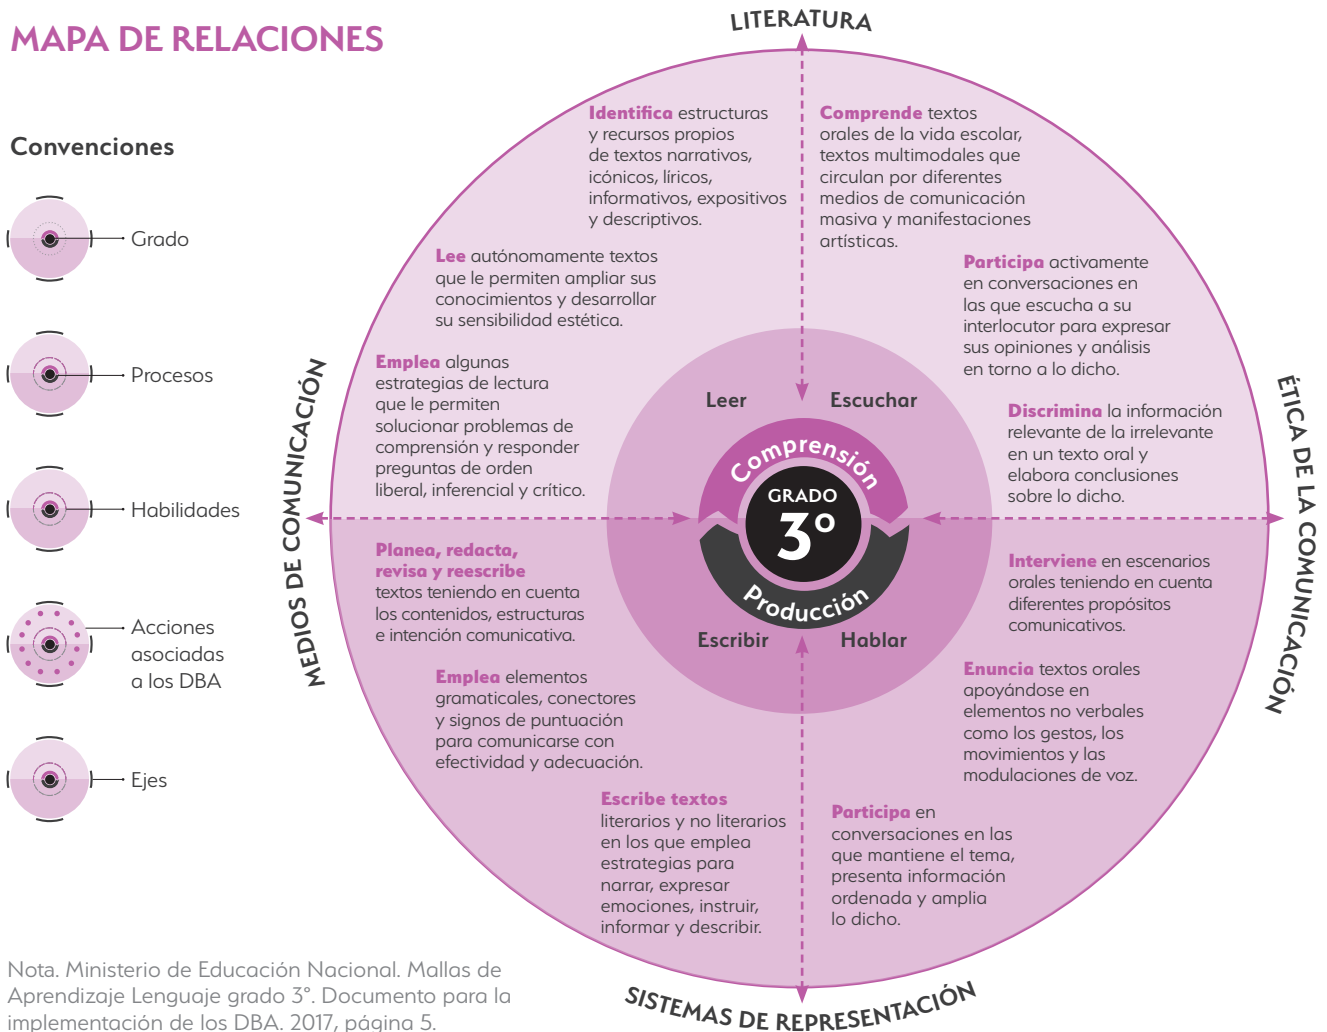 MAPA DE RELACIONES
Convenciones
Grado
Procesos
Habilidades
Acciones
asociadas
a los DBA
Ejes
LITERATURA
Identifica estructuras
y recursos propios
de textos narrativos,
icónicos, líricos,
informativos, expositivos
y descriptivos.
Comprende textos
orales de la vida escolar,
textos multimodales que
circulan por diferentes
medios de comunicación
masiva y manifestaciones
artísticas.
Lee autónomamente textos
que le permiten ampliar sus
conocimientos y desarrollar
su sensibilidad estética.
Participa activamente
en conversaciones en
las que escucha a su
interlocutor para expresar
sus opiniones y análisis
en torno a lo dicho.
Emplea algunas
estrategias de lectura
que le permiten
solucionar problemas de
comprensión y responder
preguntas de orden
liberal, inferencial y crítico.
Discrimina la información
relevante de la irrelevante
en un texto oral y
elabora conclusiones
sobre lo dicho.
MEDIOS DE COMUNICACIÓN
ÉTICA DE LA COMUNICACIÓN
Leer
Escuchar
Comprensión
GRADO
3°
Producción
Escribir
Hablar
Planea, redacta,
revisa y reescribe
textos teniendo en cuenta
los contenidos, estructuras
e intención comunicativa.
Interviene en escenarios
orales teniendo en cuenta
diferentes propósitos
comunicativos.
Emplea elementos
gramaticales, conectores
y signos de puntuación
para comunicarse con
efectividad y adecuación.
Enuncia textos orales
apoyándose en
elementos no verbales
como los gestos, los
movimientos y las
modulaciones de voz.
Escribe textos
literarios y no literarios
en los que emplea
estrategias para
narrar, expresar
emociones, instruir,
informar y describir.
Participa en
conversaciones en las
que mantiene el tema,
presenta información
ordenada y amplia
lo dicho.
SISTEMAS DE REPRESENTACIÓN
Nota. Ministerio de Educación Nacional. Mallas de
Aprendizaje Lenguaje grado 3°. Documento para la
implementación de los DBA. 2017, página 5.